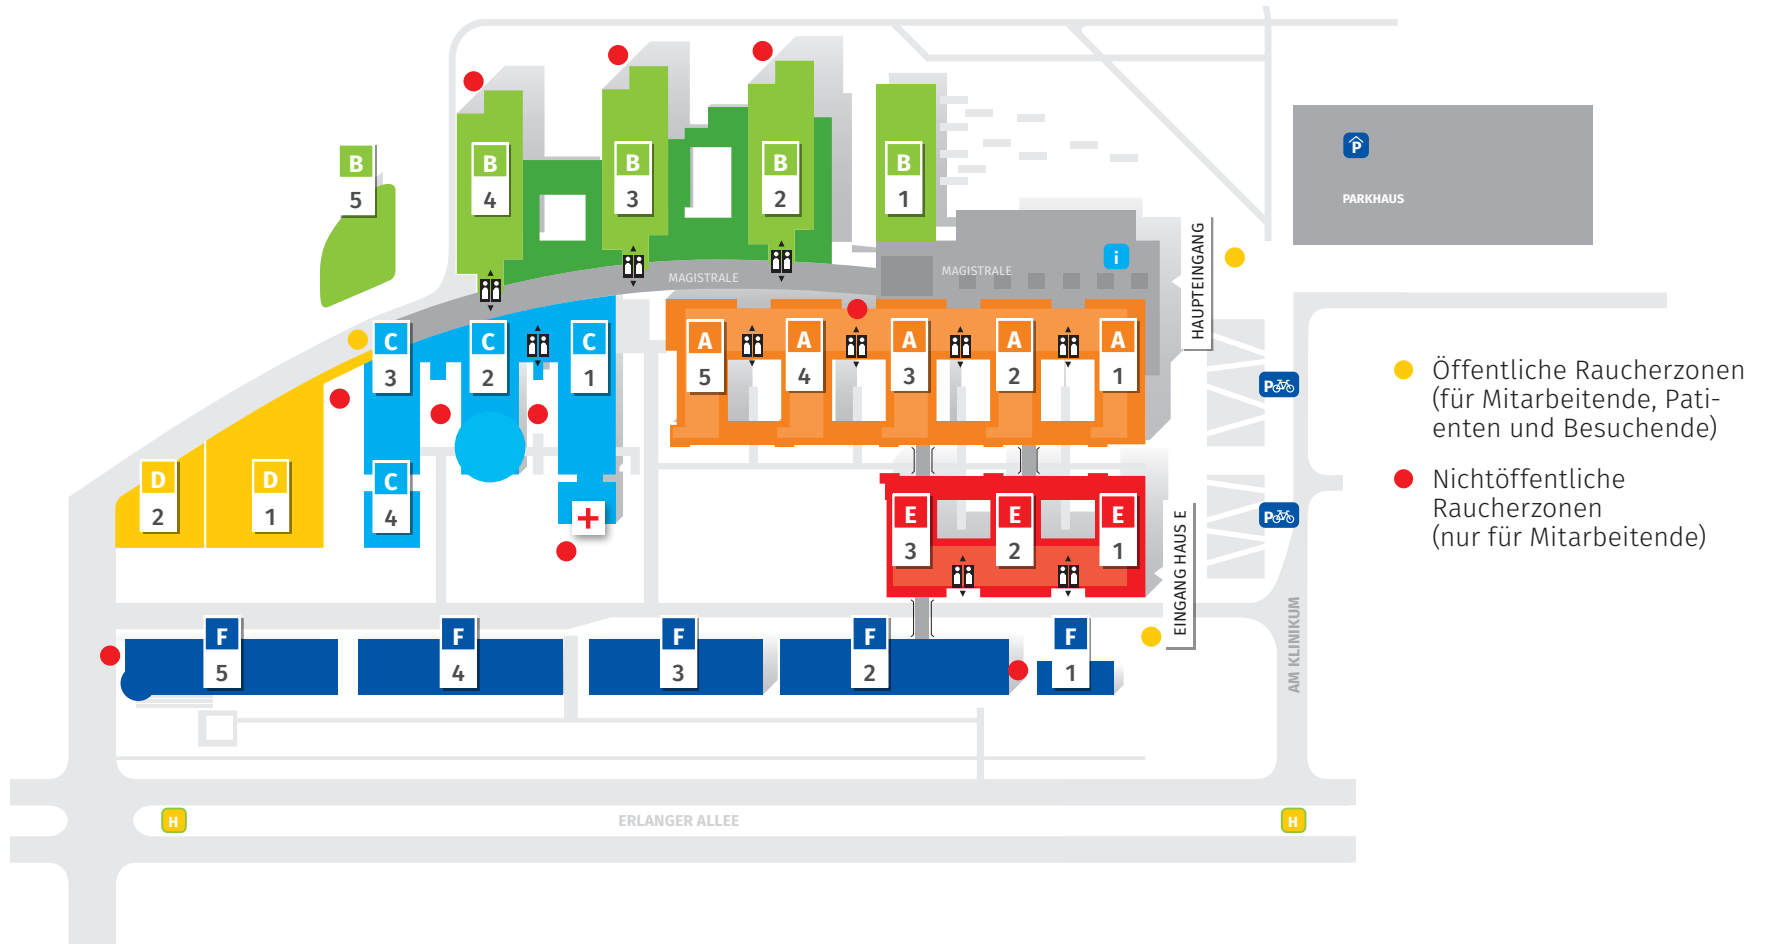 B
4
B
3
B
2
B
1
B
5
P
PARKHAUS
HAUPTEINGANG
i
MAGISTRALE
MAGISTRALE
C
3
C
2
C
1
A
5
A
4
A
3
A
2
A
1
P
Öffentliche Raucherzonen
(für Mitarbeitende, Pati-
enten und Besuchende)
Nichtöffentliche
Raucherzonen
(nur für Mitarbeitende)
D
2
D
1
C
4
E
3
E
2
E
1
P
EINGANG HAUS E
F
5
F
4
F
3
F
2
F
1
AM KLINIKUM
H
ERLANGER ALLEE
H